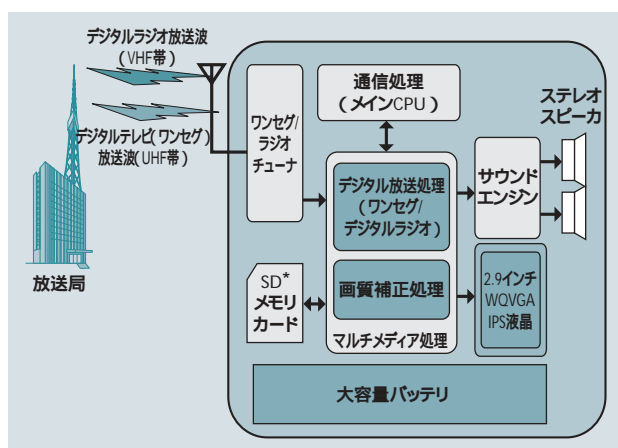 デジタルラジオ放送波
(VHF帯)
デジタルテレビ(ワンセグ)
放送波(UHF帯)
放送局
ワンセグ/
ラジオ
チューナ
通信処理
(メインCPU)
デジタル放送処理
(ワンセグ/
デジタルラジオ)
画質補正処理
マルチメディア処理
SD*
メモリ
カード
サウンド
エンジン
ステレオ
スピーカ
2.9インチ
WQVGA
IPS液晶
大容量バッテリ